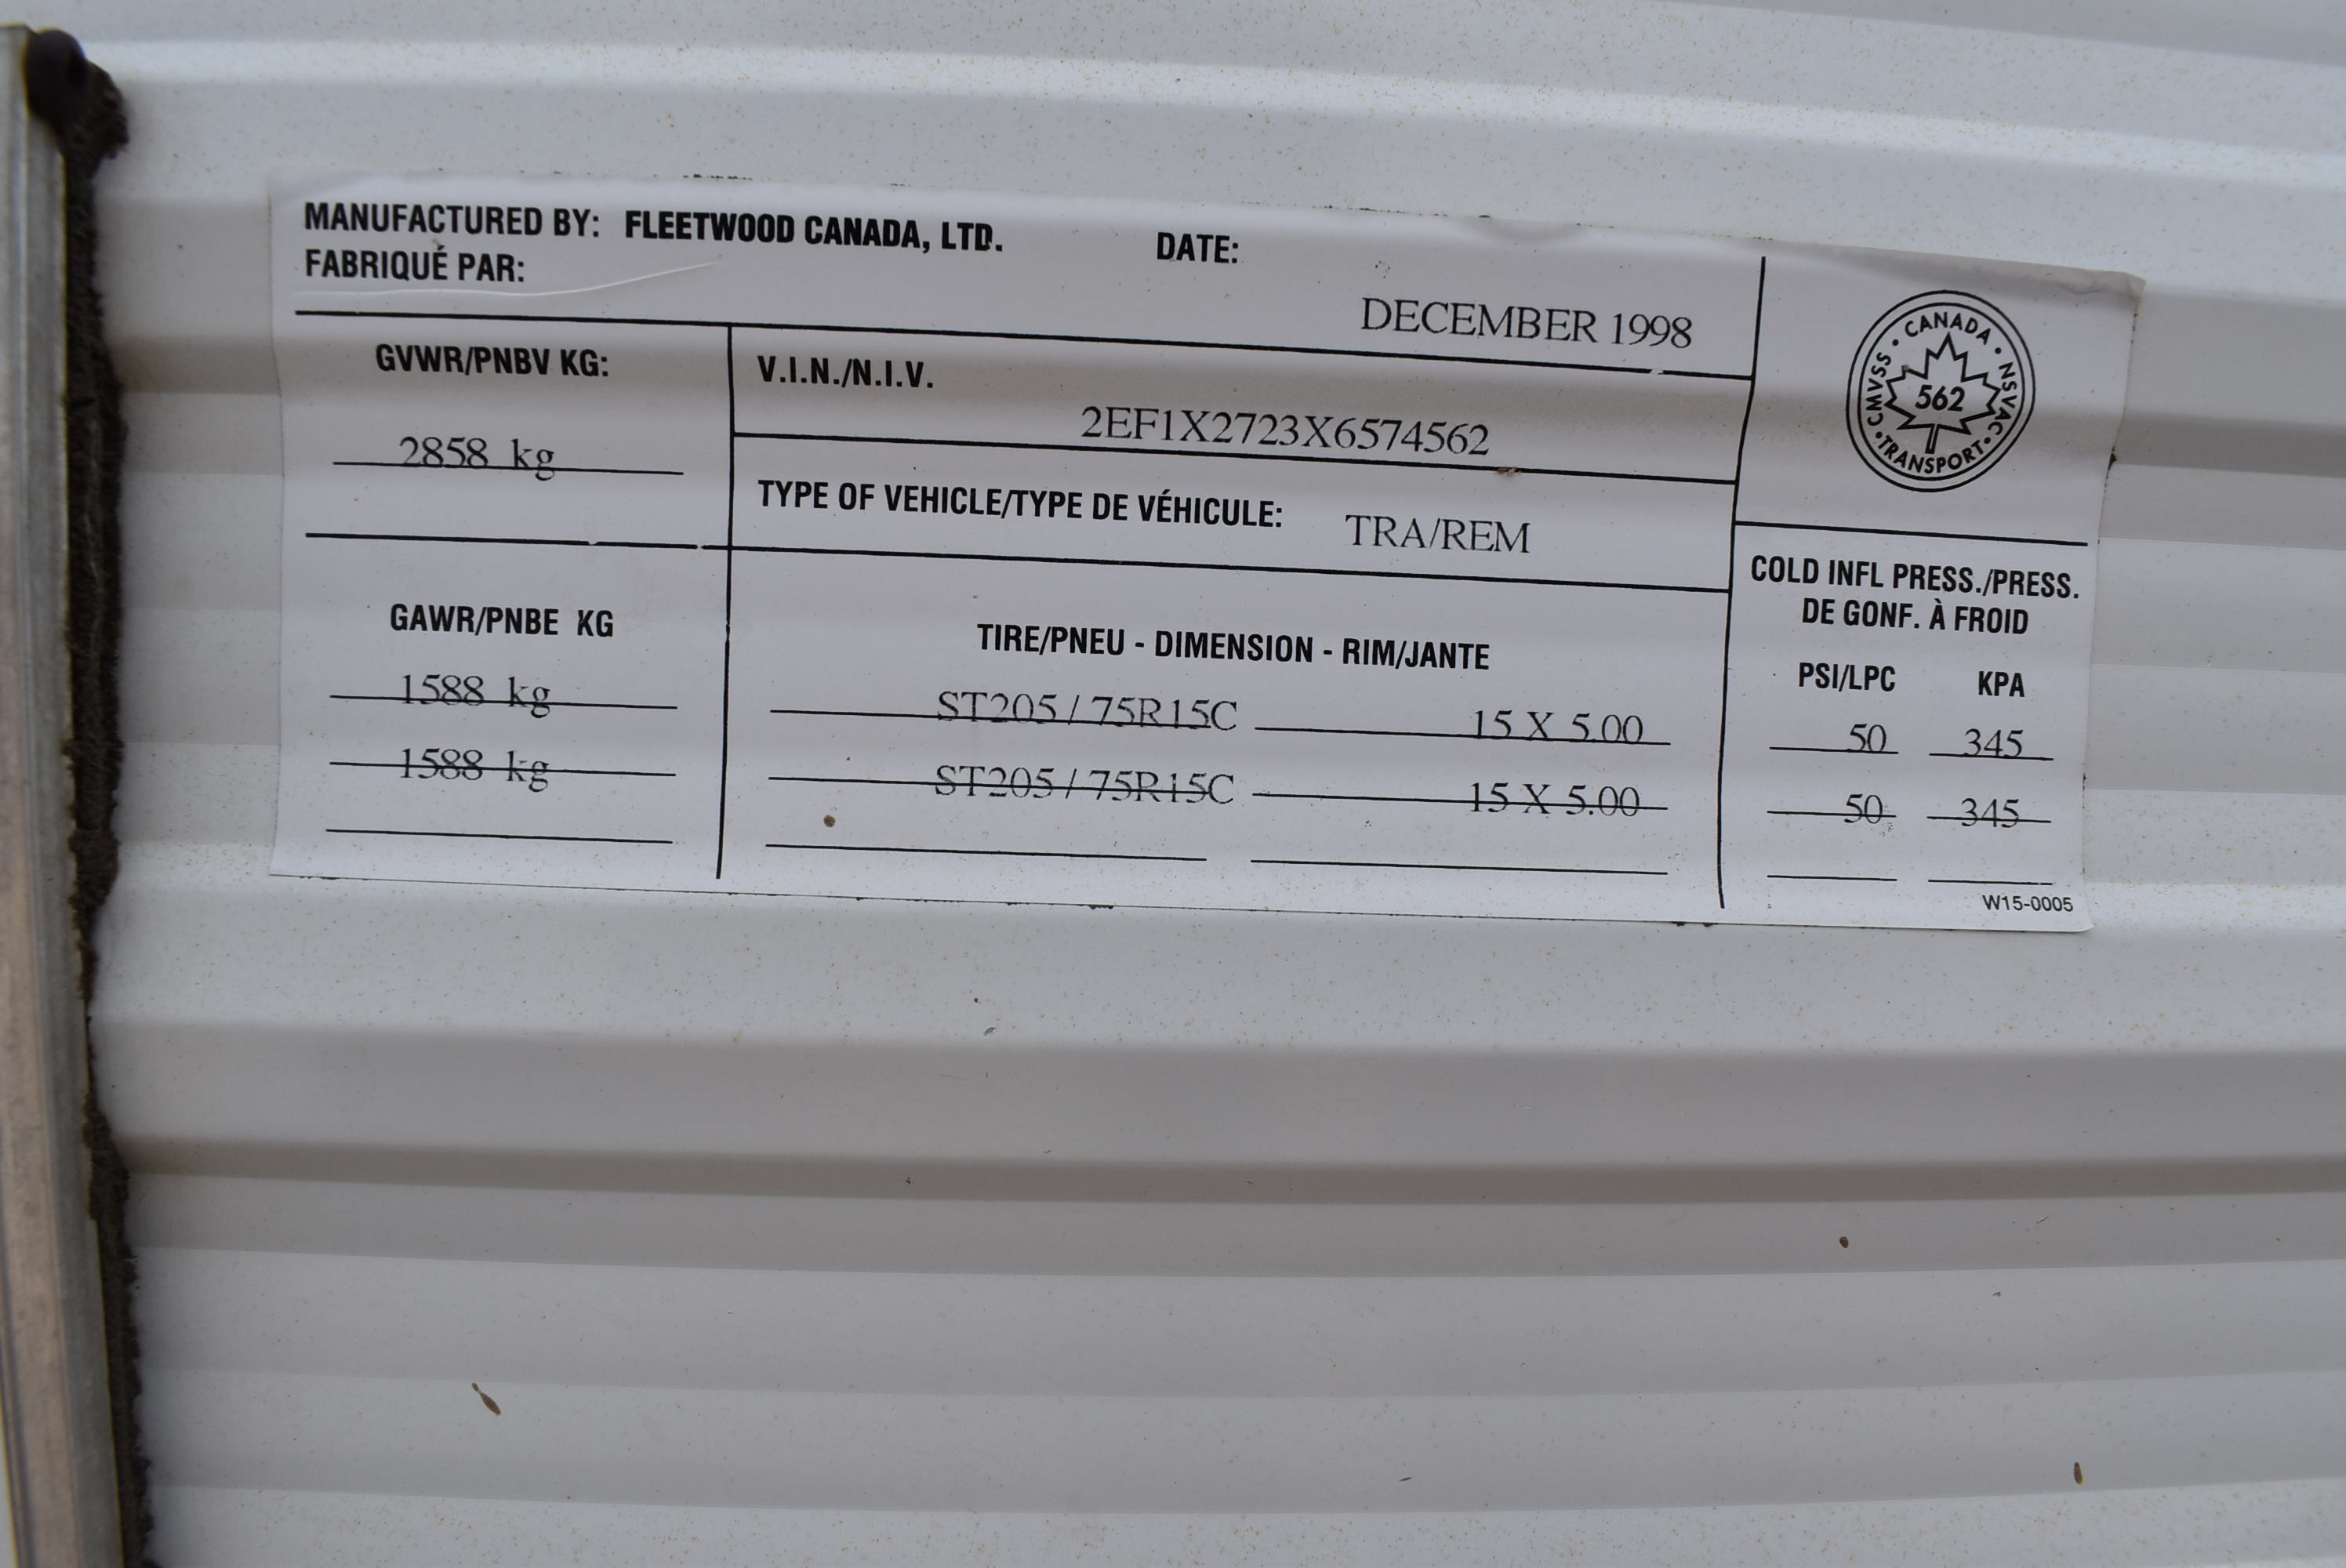 MANUFACTURED BY: FLEETWOOD CANADA, LTD. DATE:
FABRIQUÉ PAR:
DECEMBER 1998
GVWR/PNBV KG:
2858 kg
V.I.N./N.I.V.
2EF1X2723X6574562
TYPE OF VEHICLE/TYPE DE VÉHICULE: TRA/REM
CANADA • NSVAC • TRANSPORT • CMVSS •
562
GAWR/PNBE KG
1588 kg
1588 kg
TIRE/PNEU - DIMENSION - RIM/JANTE
ST205 / 75R15C 15 X 5.00
ST205 / 75R15C 15 X 5.00
COLD INFL PRESS./PRESS.
DE GONF. À FROID
PSI/LPC KPA
50 345
50 345
W15-0005